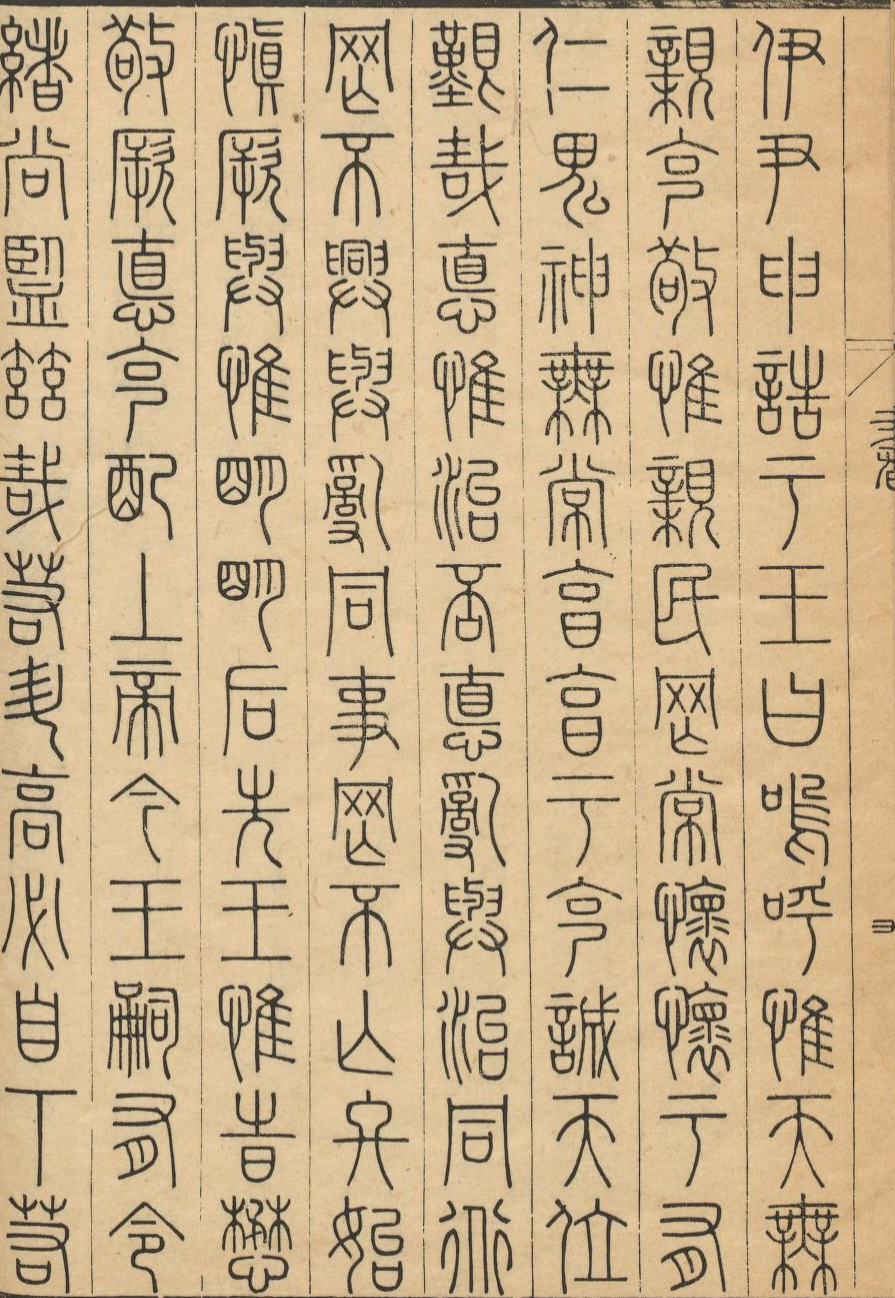 伊尹申誥于王曰嗚呼惟天無
親克敬惟親民罔常懷懷于有
仁鬼神無常享享于克誠天位
艱哉德惟治否德亂與治同道
罔不興與亂同事罔不亡終始
慎厥與惟明明后先王惟時懋
敬厥德克配上帝今王嗣有令
緒尚監茲哉若升高必自下若